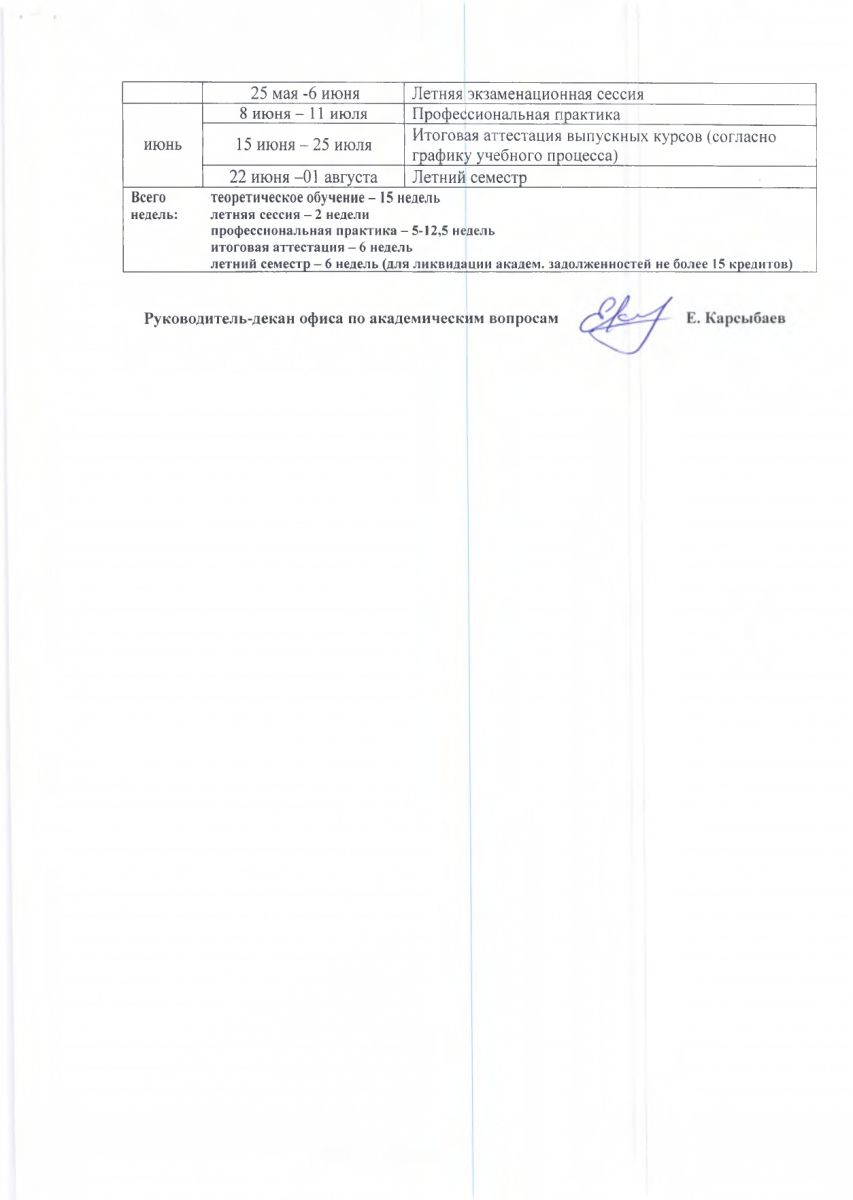 25 мая -6 июня Летняя экзаменационная сессия
июнь
8 июня – 11 июля Профессиональная практика
15 июня – 25 июля Итоговая аттестация выпускных курсов (согласно
графику учебного процесса)
22 июня –01 августа Летний семестр
Всего теоретическое обучение – 15 недель
недель: летняя сессия – 2 недели
профессиональная практика – 5-12,5 недель
итоговая аттестация – 6 недель
летний семестр – 6 недель (для ликвидации академ. задолженностей не более 15 кредитов)
Руководитель-декан офиса по академическим вопросам Е. Карсыбаев